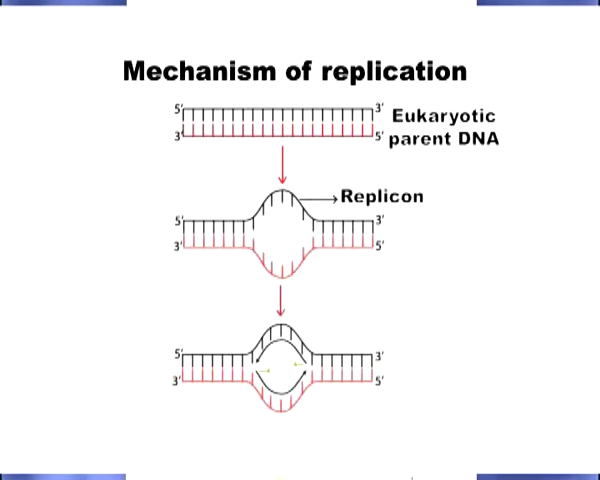 Mechanism of replication
5' 3'
Eukaryotic
3' 5' parent DNA
Replicon
5' 3'
3' 5'
5' 3'
3' 5'